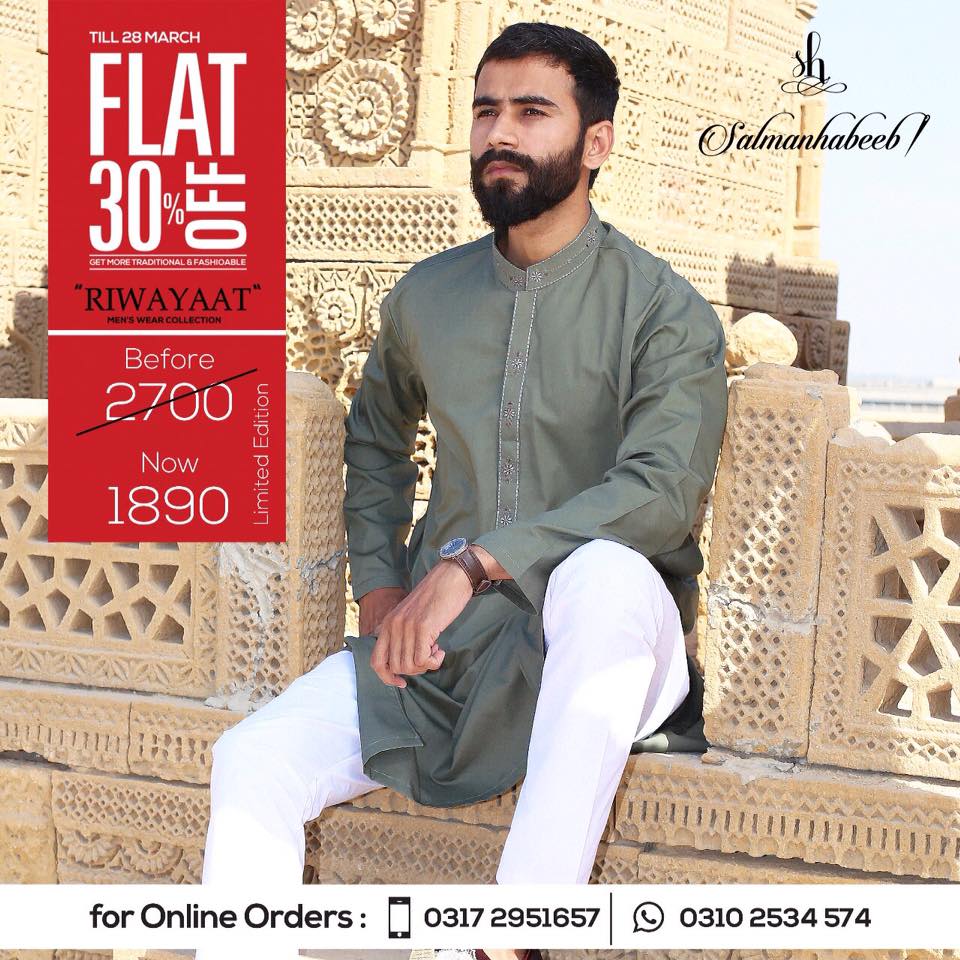 TILL 28 MARCH
FLAT
30% OFF
GET MORE TRADITIONAL & FASHIOABLE
"RIWAYAAT"
MEN'S WEAR COLLECTION
Before
2700
Now
1890
Limited Edition
sh
Salmanhabeeb
for Online Orders : 0317 2951657 | 0310 2534 574